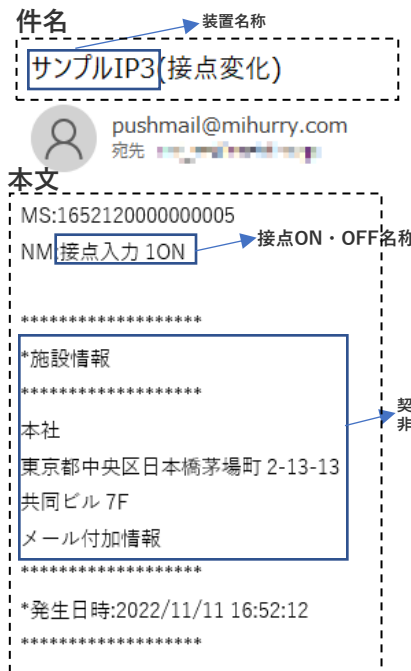 件名
装置名称
サンプルIP3(接点変化)
pushmail@mihurry.com
宛先
本文
MS:1652120000000005
NM:接点入力 1ON
接点ON・OFF名称
*******************
*施設情報
*******************
契
非
本社
東京都中央区日本橋茅場町 2-13-13
共同ビル 7F
メール付加情報
*******************
*発生日時:2022/11/11 16:52:12
*******************